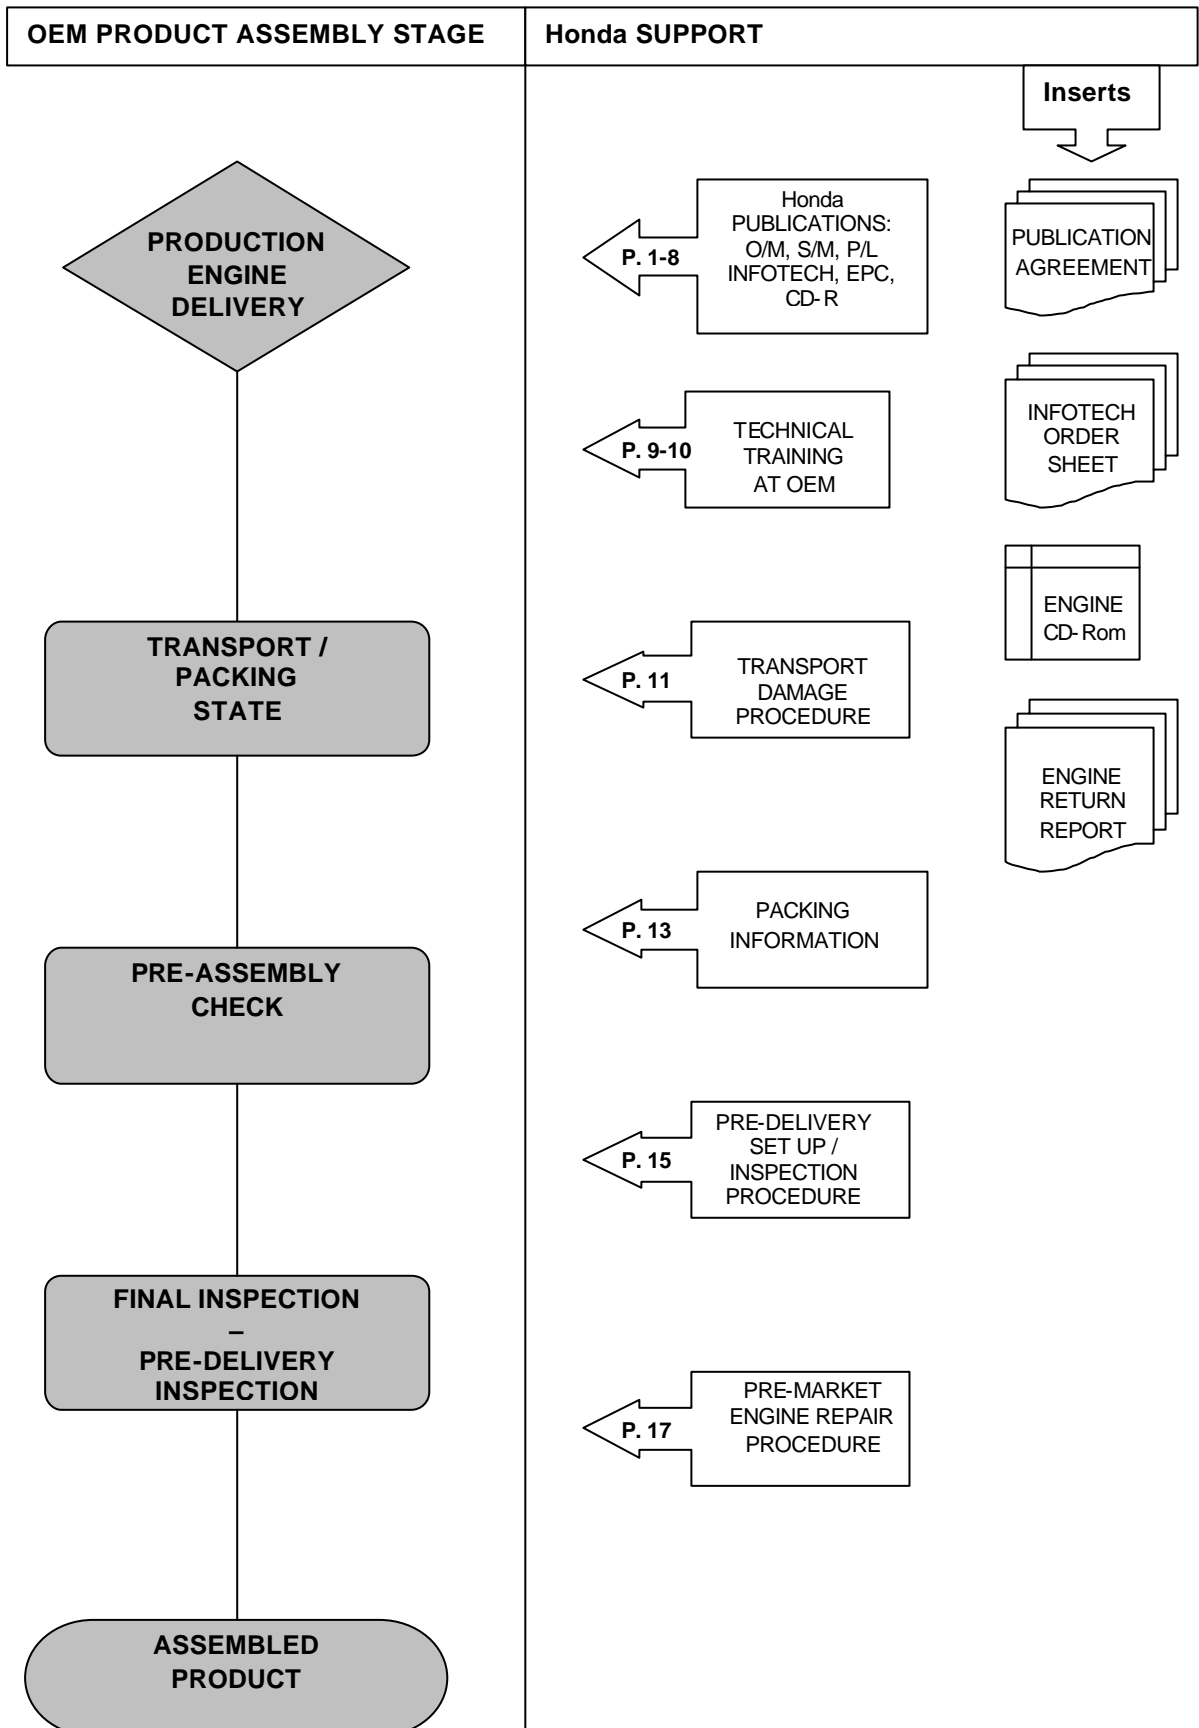 OEM PRODUCT ASSEMBLY STAGE
Honda SUPPORT
Inserts
PRODUCTION
ENGINE
DELIVERY
P. 1-8
Honda
PUBLICATIONS:
O/M, S/M, P/L
INFOTECH, EPC,
CD-R
PUBLICATION
AGREEMENT
P. 9-10
TECHNICAL
TRAINING
AT OEM
INFOTECH
ORDER
SHEET
ENGINE
CD-Rom
TRANSPORT /
PACKING
STATE
P. 11
TRANSPORT
DAMAGE
PROCEDURE
ENGINE
RETURN
REPORT
P. 13
PACKING
INFORMATION
PRE-ASSEMBLY
CHECK
P. 15
PRE-DELIVERY
SET UP /
INSPECTION
PROCEDURE
FINAL INSPECTION
–
PRE-DELIVERY
INSPECTION
P. 17
PRE-MARKET
ENGINE REPAIR
PROCEDURE
ASSEMBLED
PRODUCT